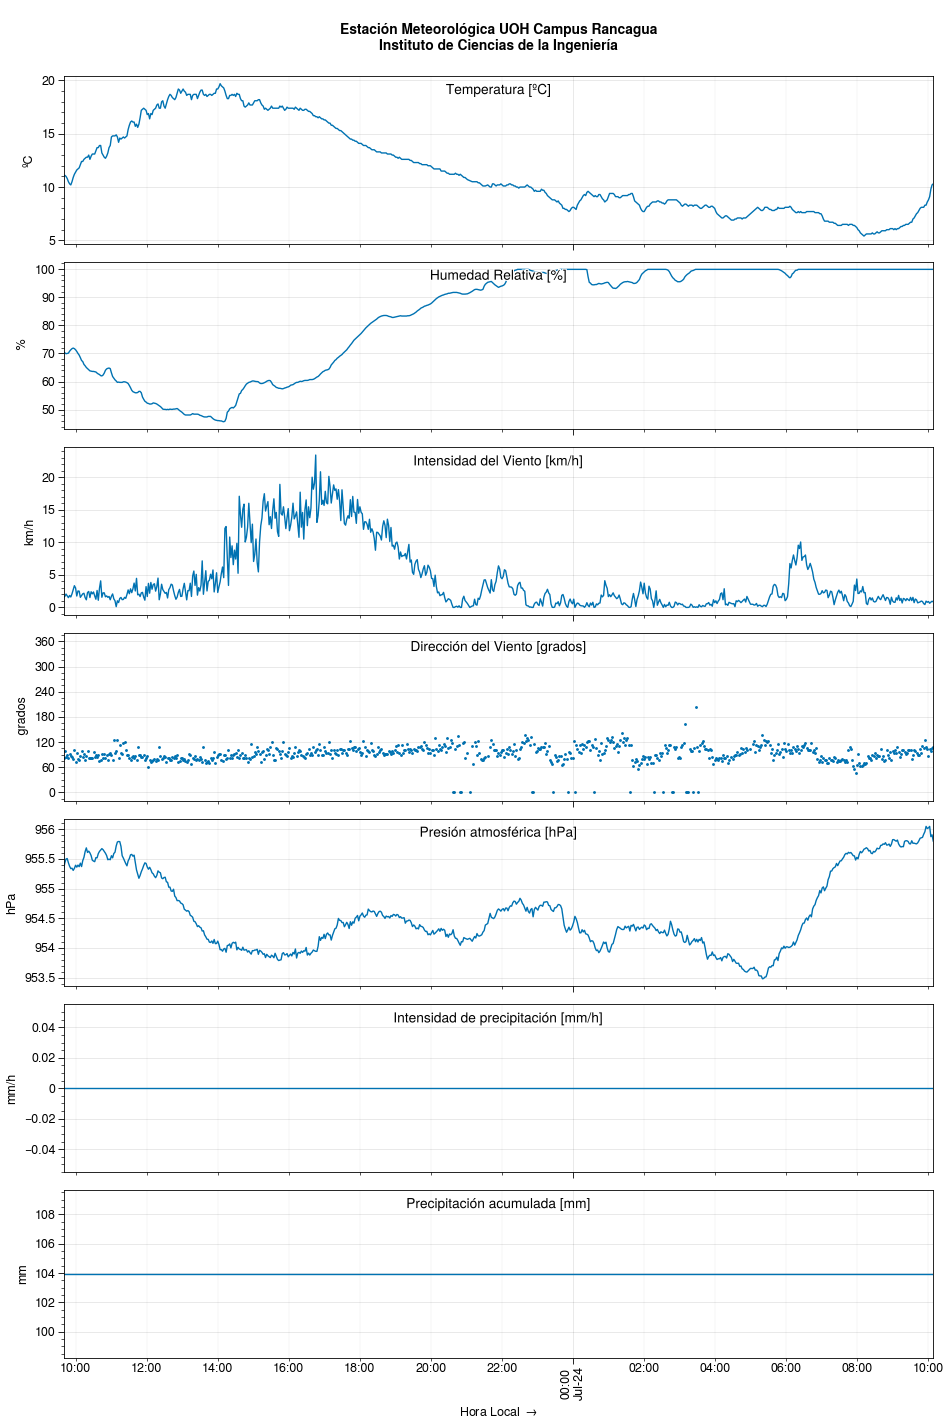 Estación Meteorológica UOH Campus Rancagua
Instituto de Ciencias de la Ingeniería
Temperatura [ºC]
ºC
20
15
10
5
Humedad Relativa [%]
%
100
90
80
70
60
50
Intensidad del Viento [km/h]
km/h
20
15
10
5
0
Dirección del Viento [grados]
grados
360
300
240
180
120
60
0
Presión atmosférica [hPa]
hPa
956
955.5
955
954.5
954
953.5
Intensidad de precipitación [mm/h]
mm/h
0.04
0.02
0
−0.02
−0.04
Precipitación acumulada [mm]
mm
108
106
104
102
100
10:00 12:00 14:00 16:00 18:00 20:00 22:00 00:00 02:00 04:00 06:00 08:00 10:00
Jul-24
Hora Local →